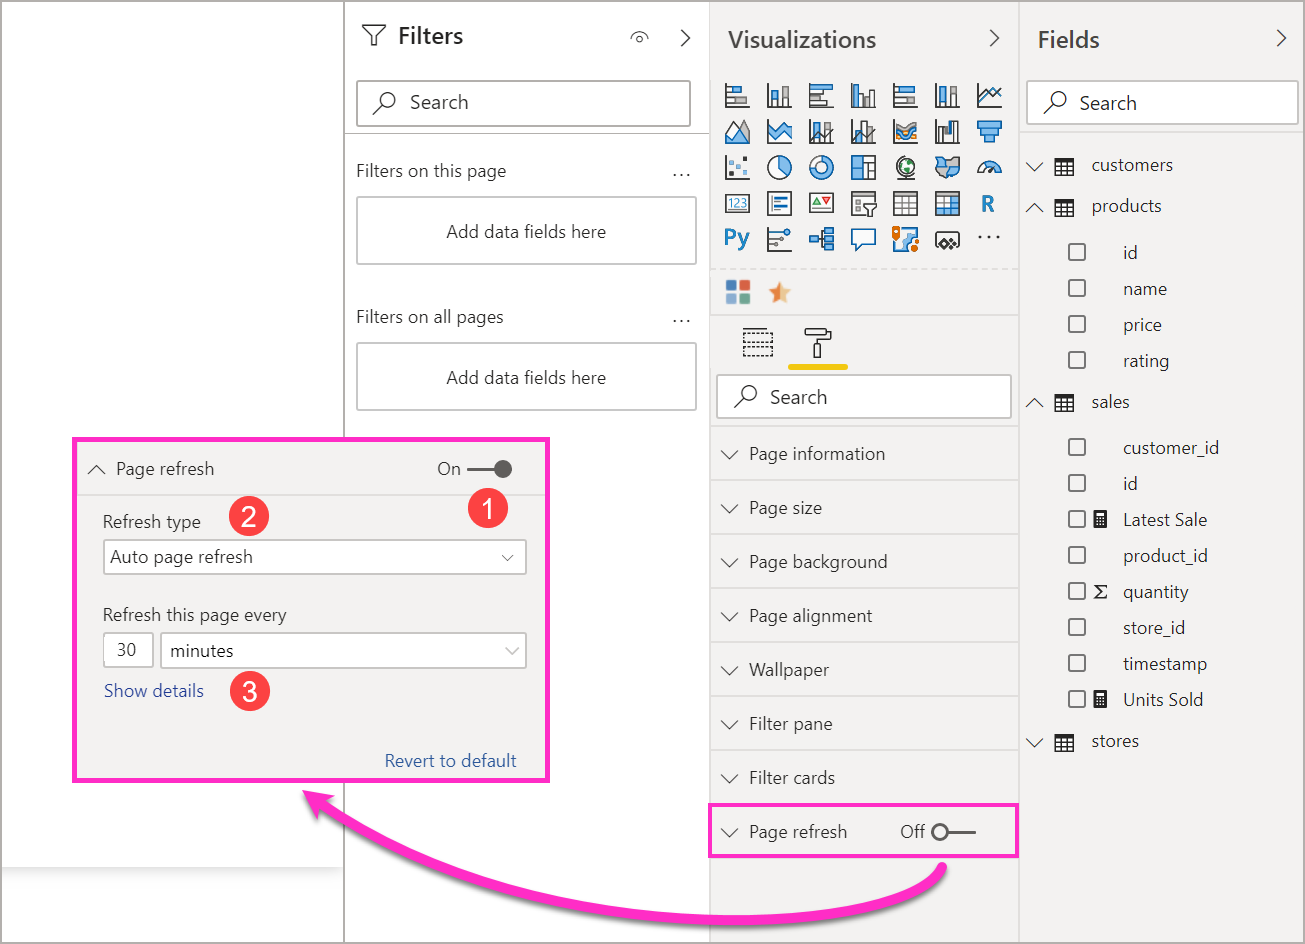 Filters
Search
Filters on this page
...
Add data fields here
Filters on all pages
...
Add data fields here
Page refresh
On
1
Refresh type
2
Auto page refresh
Refresh this page every
30
minutes
Show details
3
Revert to default
Visualizations
123
R
Py
...
Search
Page information
Page size
Page background
Page alignment
Wallpaper
Filter pane
Filter cards
Page refresh
Off
Fields
Search
customers
products
id
name
price
rating
sales
customer_id
id
Latest Sale
product_id
Σ quantity
store_id
timestamp
Units Sold
stores